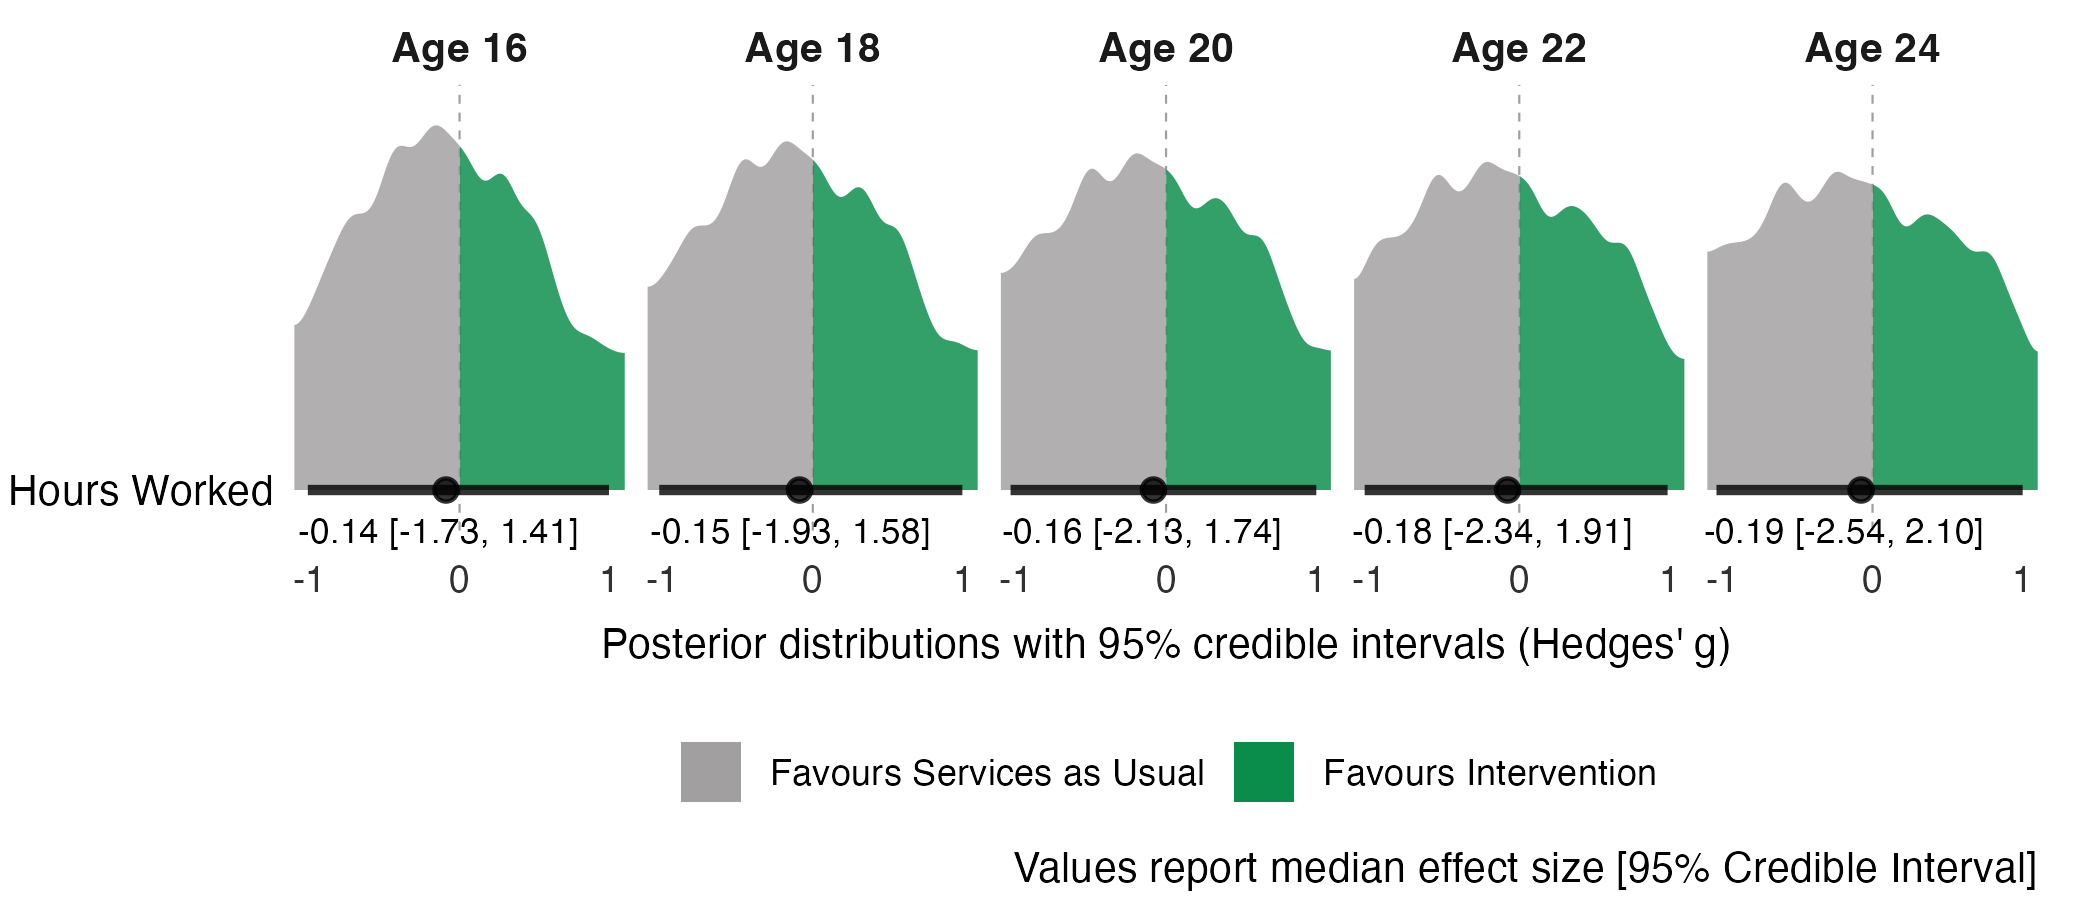 Age 16 Age 18 Age 20 Age 22 Age 24
Hours Worked
-0.14 [-1.73, 1.41] -0.15 [-1.93, 1.58] -0.16 [-2.13, 1.74] -0.18 [-2.34, 1.91] -0.19 [-2.54, 2.10]
-1 0 1 -1 0 1 -1 0 1 -1 0 1 -1 0 1
Posterior distributions with 95% credible intervals (Hedges' g)
Favours Services as Usual Favours Intervention
Values report median effect size [95% Credible Interval]